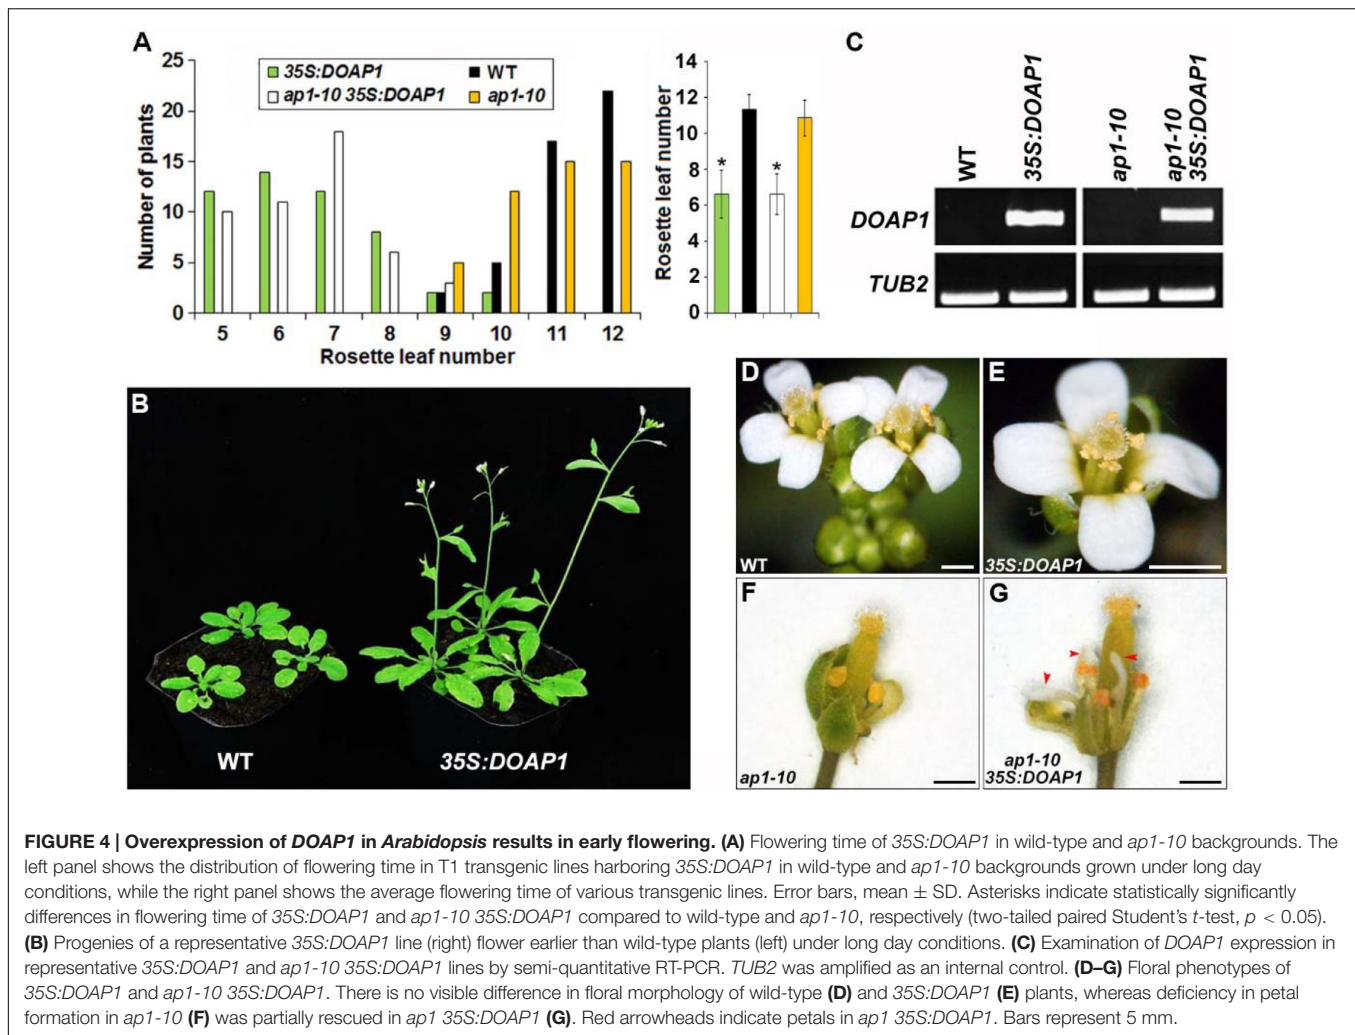 A
25
20
15
10
5
0
Number of plants
35S:DOAP1
WT
ap1-10 35S:DOAP1
ap1-10
5 6 7 8 9 10 11 12
Rosette leaf number
14
12
10
8
6
4
2
0
Rosette leaf number
*
*
C
WT
35S:DOAP1
ap1-10
ap1-10
35S:DOAP1
DOAP1
TUB2
B
WT
35S:DOAP1
D
WT
E
35S:DOAP1
F
ap1-10
G
ap1-10
35S:DOAP1
FIGURE 4 | Overexpression of DOAP1 in Arabidopsis results in early flowering. (A) Flowering time of 35S:DOAP1 in wild-type and ap1-10 backgrounds. The
left panel shows the distribution of flowering time in T1 transgenic lines harboring 35S:DOAP1 in wild-type and ap1-10 backgrounds grown under long day
conditions, while the right panel shows the average flowering time of various transgenic lines. Error bars, mean ± SD. Asterisks indicate statistically significantly
differences in flowering time of 35S:DOAP1 and ap1-10 35S:DOAP1 compared to wild-type and ap1-10, respectively (two-tailed paired Student's t-test, p < 0.05).
(B) Progenies of a representative 35S:DOAP1 line (right) flower earlier than wild-type plants (left) under long day conditions. (C) Examination of DOAP1 expression in
representative 35S:DOAP1 and ap1-10 35S:DOAP1 lines by semi-quantitative RT-PCR. TUB2 was amplified as an internal control. (D–G) Floral phenotypes of
35S:DOAP1 and ap1-10 35S:DOAP1. There is no visible difference in floral morphology of wild-type (D) and 35S:DOAP1 (E) plants, whereas deficiency in petal
formation in ap1-10 (F) was partially rescued in ap1 35S:DOAP1 (G). Red arrowheads indicate petals in ap1 35S:DOAP1. Bars represent 5 mm.